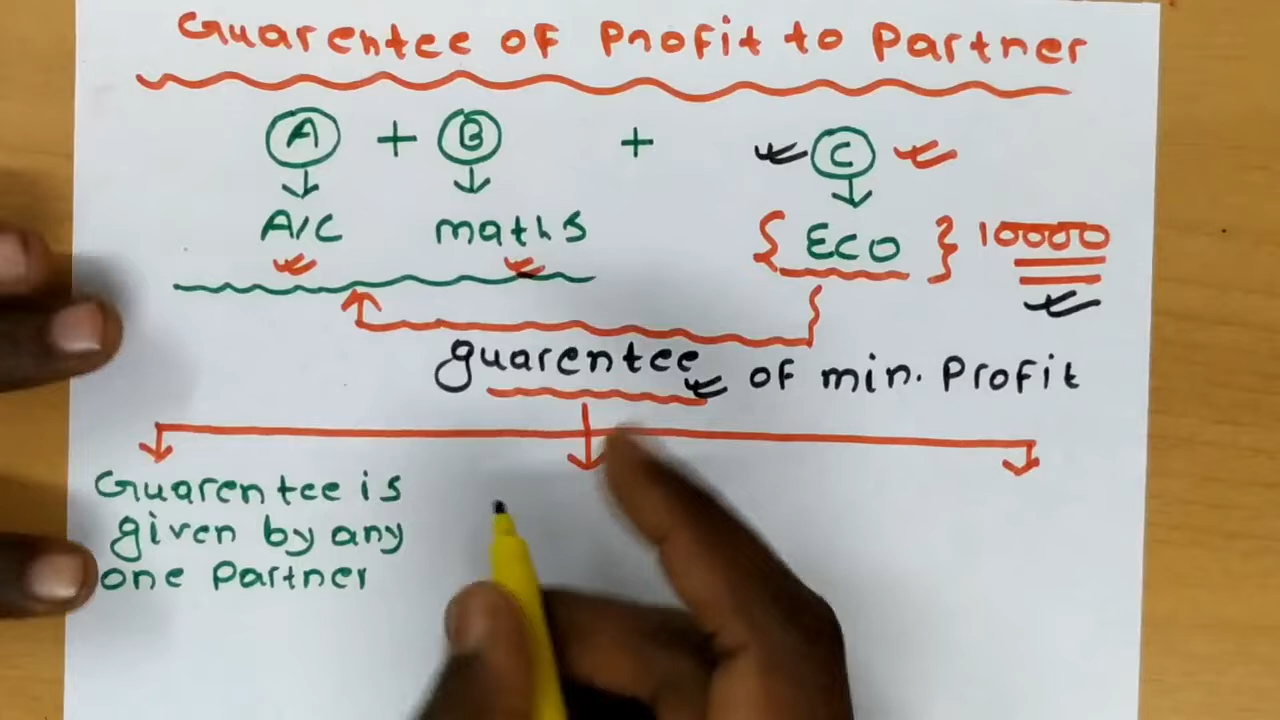 Guarentee of Profit to Partner
A + B + C
A/C maths { ECO } 10000
guarentee of min. Profit
Guarentee is
given by any
one Partner